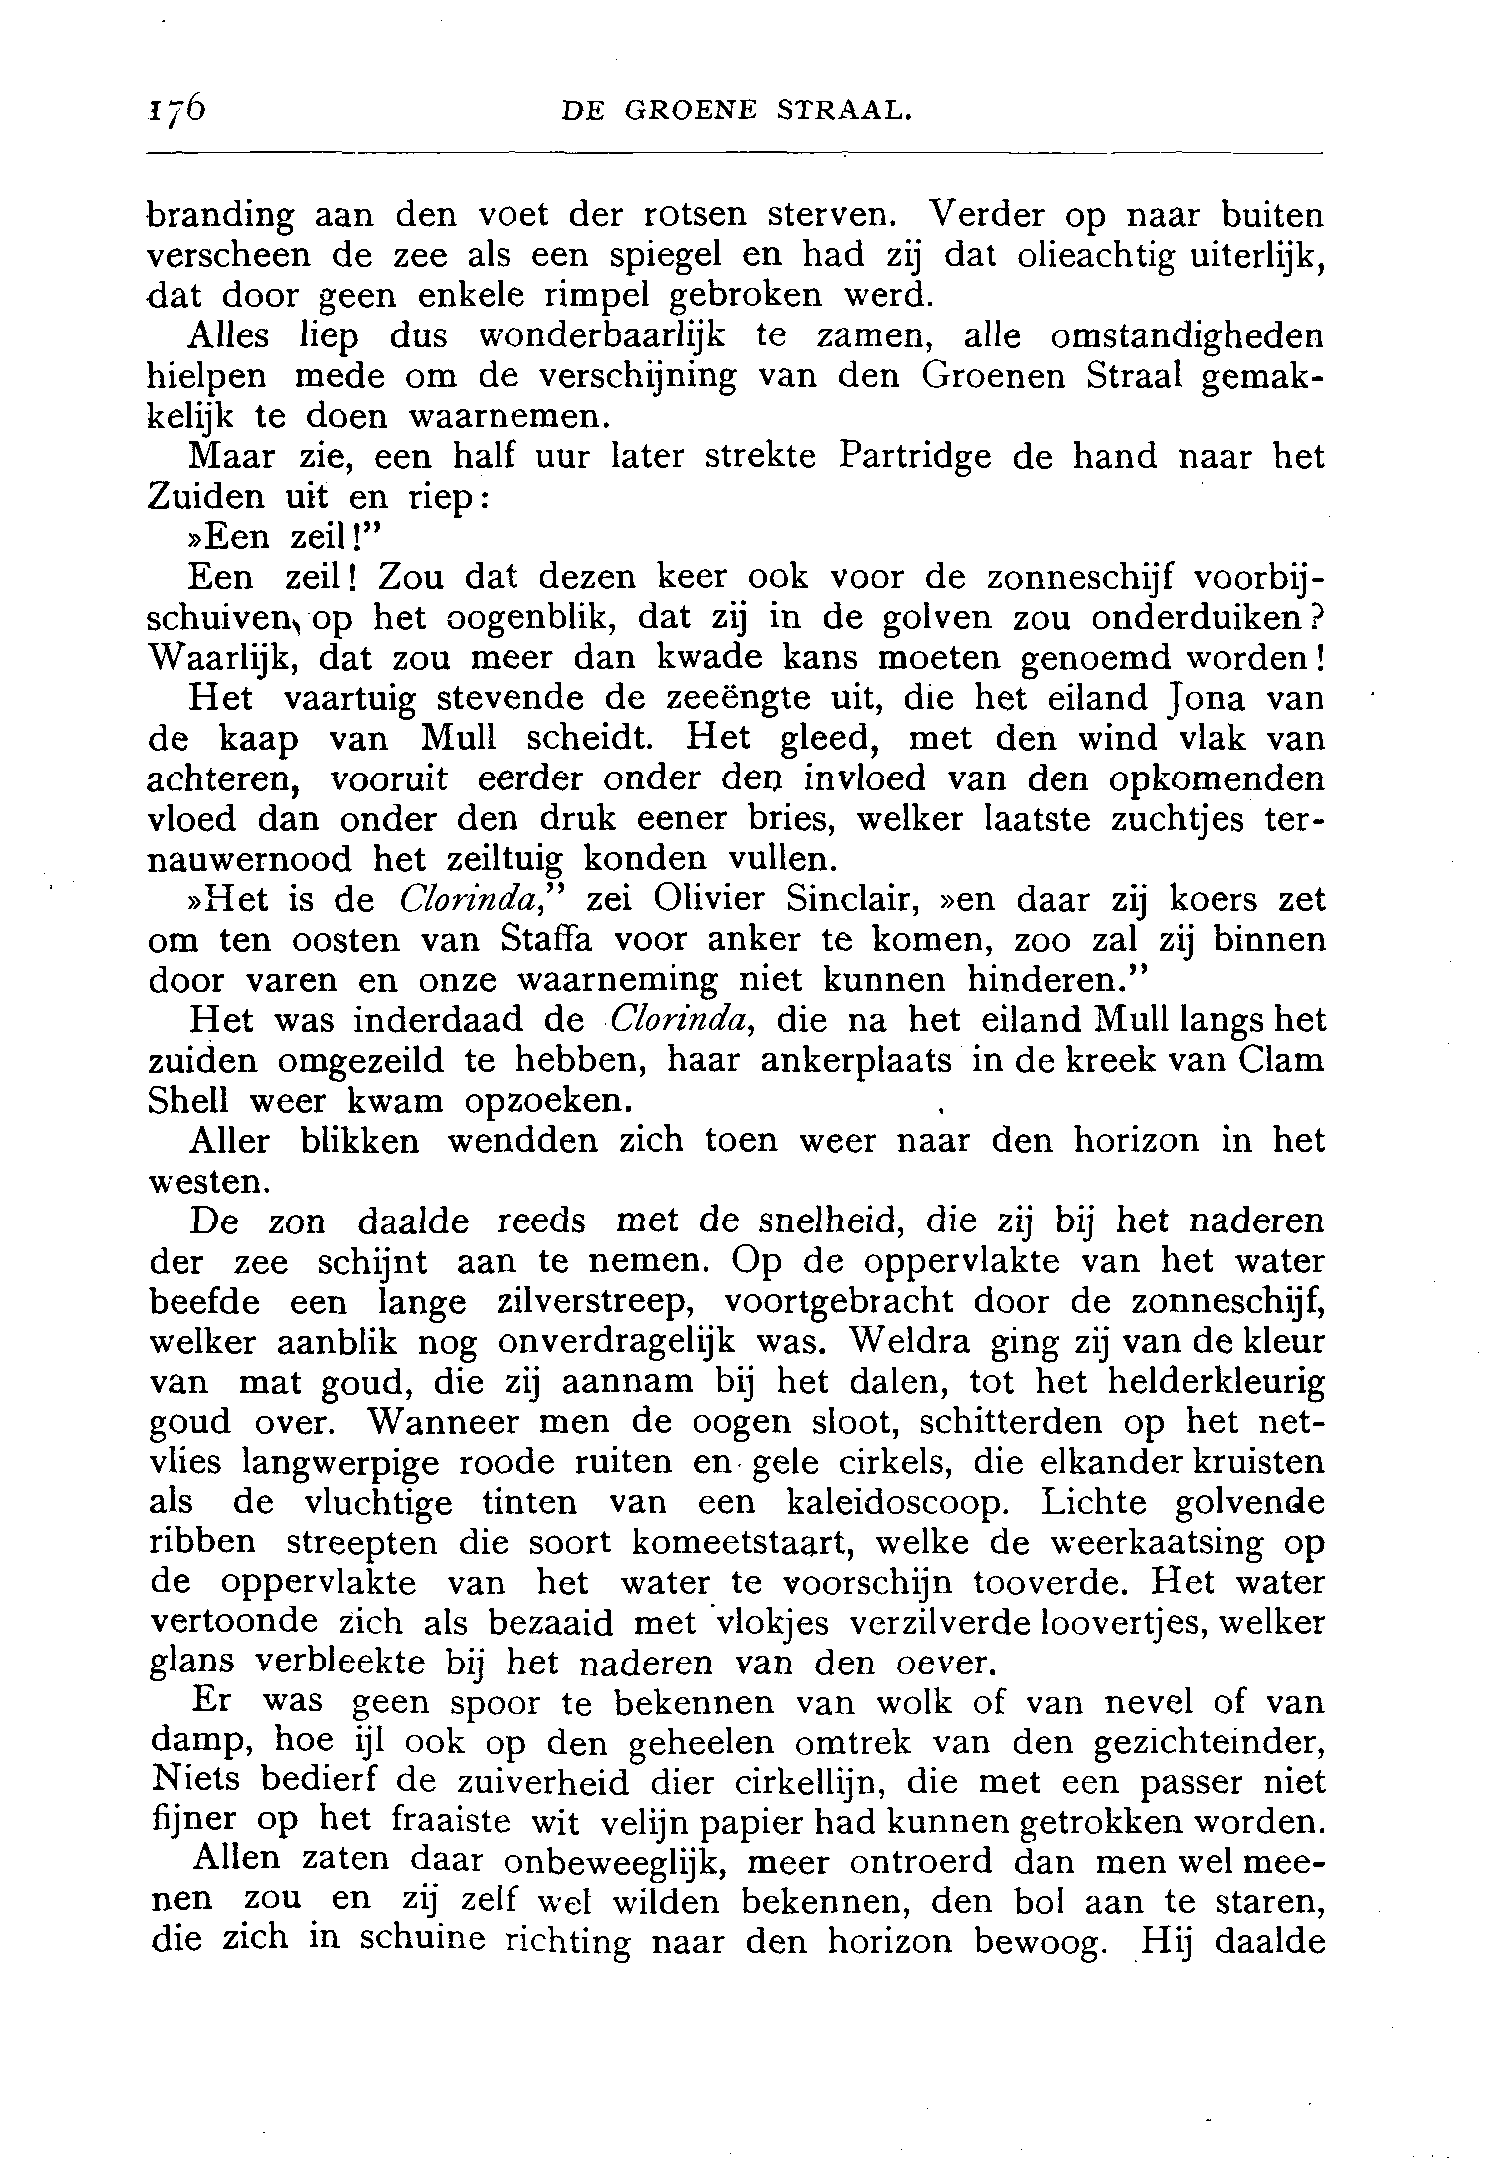 176 DE GROENE STRAAL.
branding aan den voet der rotsen sterven. Verder op naar buiten
verscheen de zee als een spiegel en had zij dat olieachtig uiterlijk,
dat door geen enkele rimpel gebroken werd.
Alles liep dus wonderbaarlijk te zamen, alle omstandigheden
hielpen mede om de verschijning van den Groenen Straal gemak-
kelijk te doen waarnemen.
Maar zie, een half uur later strekte Partridge de hand naar het
Zuiden uit en riep:
»Een zeil!”
Een zeil! Zou dat dezen keer ook voor de zonneschijf voorbij-
schuiven, op het oogenblik, dat zij in de golven zou onderduiken?
Waarlijk, dat zou meer dan kwade kans moeten genoemd worden!
Het vaartuig stevende de zeeëngte uit, die het eiland Jona van
de kaap van Mull scheidt. Het gleed, met den wind vlak van
achteren, vooruit eerder onder den invloed van den opkomenden
vloed dan onder den druk eener bries, welker laatste zuchtjes ter-
nauwernood het zeiltuig konden vullen.
»Het is de Clorinda,” zei Olivier Sinclair, »en daar zij koers zet
om ten oosten van Staffa voor anker te komen, zoo zal zij binnen
door varen en onze waarneming niet kunnen hinderen.”
Het was inderdaad de Clorinda, die na het eiland Mull langs het
zuiden omgezeild te hebben, haar ankerplaats in de kreek van Clam
Shell weer kwam opzoeken.
Aller blikken wendden zich toen weer naar den horizon in het
westen.
De zon daalde reeds met de snelheid, die zij bij het naderen
der zee schijnt aan te nemen. Op de oppervlakte van het water
beefde een lange zilverstreep, voortgebracht door de zonneschijf,
welker aanblik nog onverdragelijk was. Weldra ging zij van de kleur
van mat goud, die zij aannam bij het dalen, tot het helderkleurig
goud over. Wanneer men de oogen sloot, schitterden op het net-
vlies langwerpige roode ruiten en gele cirkels, die elkander kruisten
als de vluchtige tinten van een kaleidoscoop. Lichte golvende
ribben streepten die soort komeetstaart, welke de weerkaatsing op
de oppervlakte van het water te voorschijn tooverde. Het water
vertoonde zich als bezaaid met vlokjes verzilverde loovertjes, welker
glans verbleekte bij het naderen van den oever.
Er was geen spoor te bekennen van wolk of van nevel of van
damp, hoe ijl ook op den geheelen omtrek van den gezichteinder,
Niets bedierf de zuiverheid dier cirkellijn, die met een passer niet
fijner op het fraaiste wit velijn papier had kunnen getrokken worden.
Allen zaten daar onbeweeglijk, meer ontroerd dan men wel mee-
nen zou en zij zelf wel wilden bekennen, den bol aan te staren,
die zich in schuine richting naar den horizon bewoog. Hij daalde